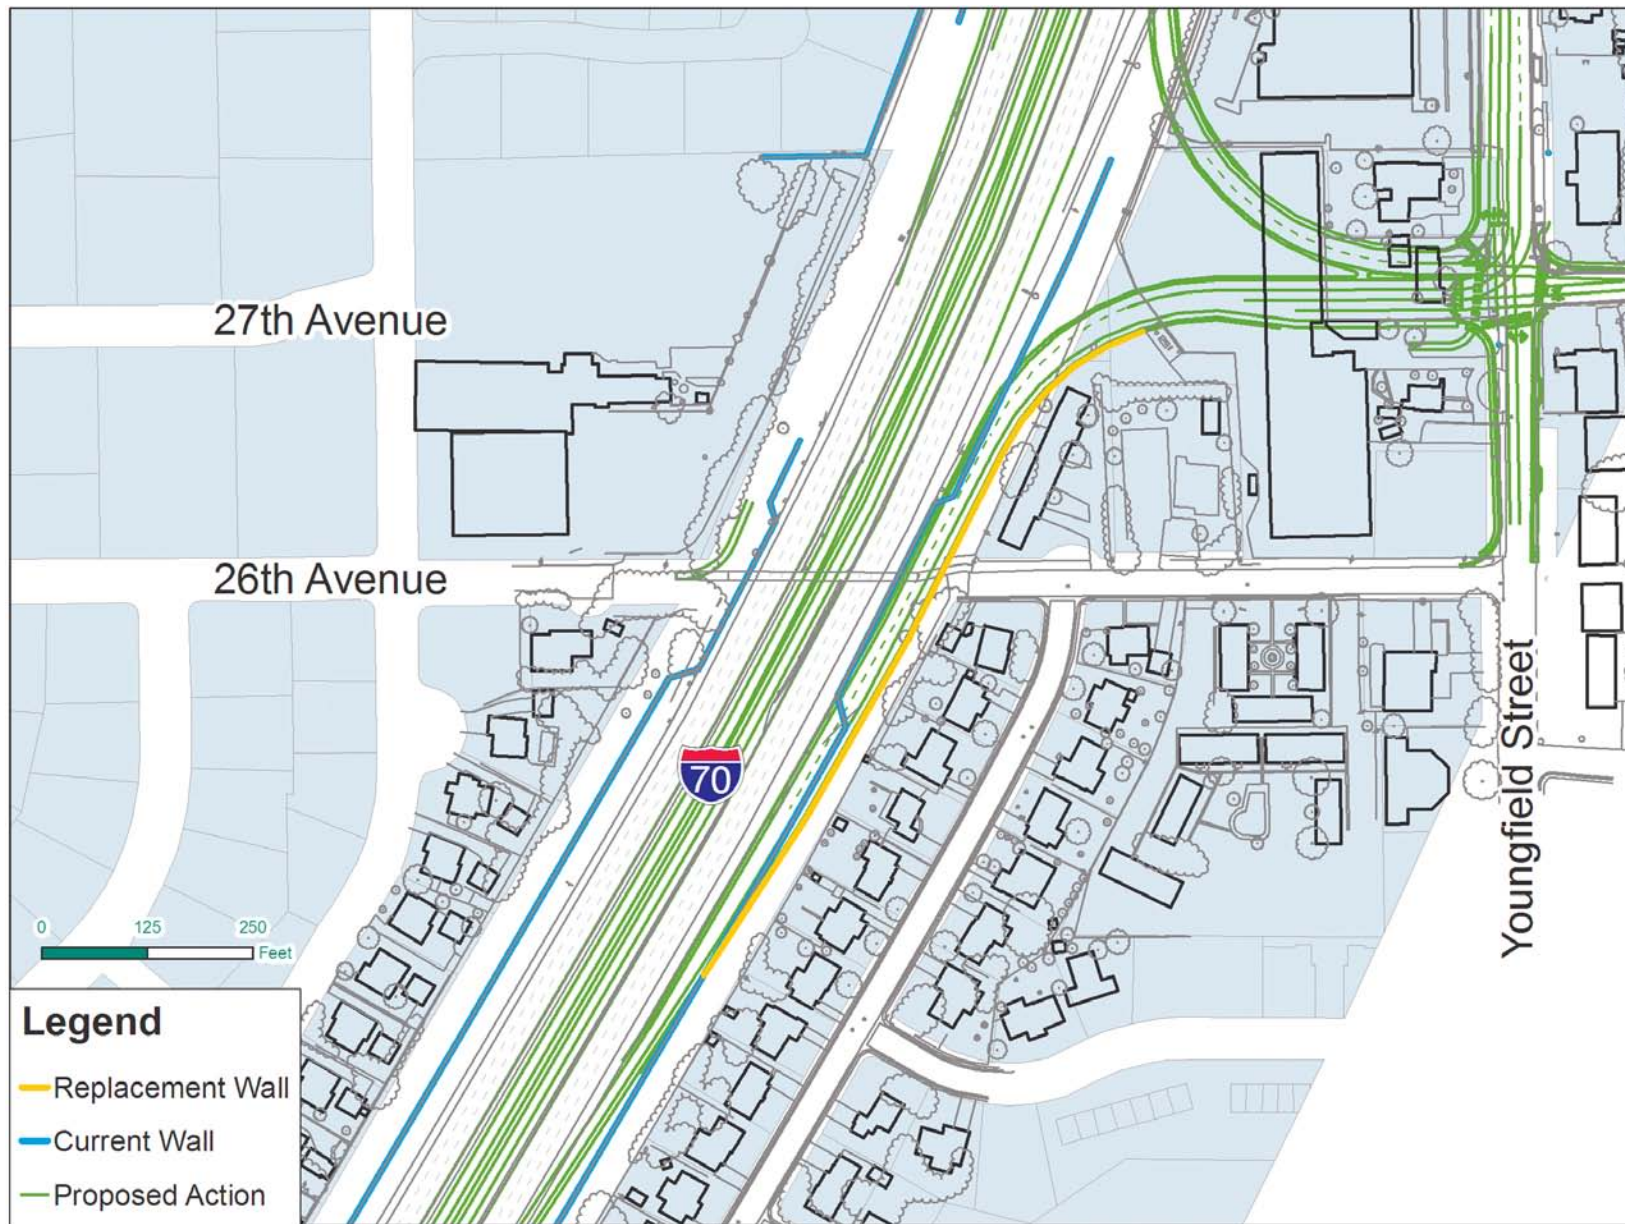 27th Avenue
26th Avenue
70
Youngfield Street
0 125 250
Feet
Legend
Replacement Wall
Current Wall
Proposed Action